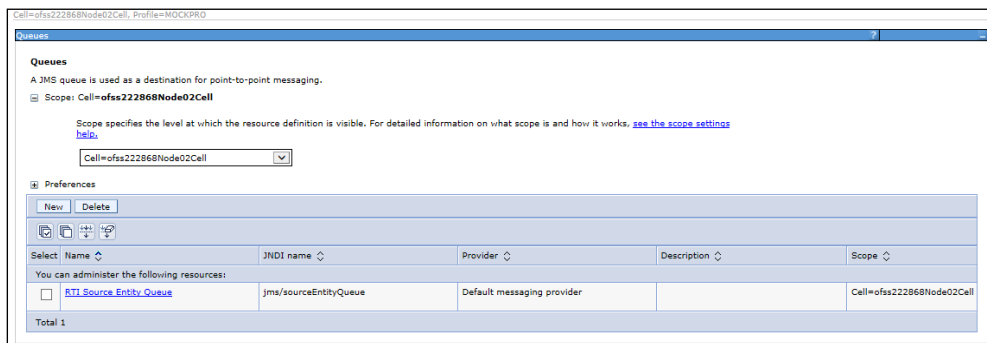 Cell=ofss222868Node02Cell, Profile=MOCKPRO
Queues ? _
Queues
A JMS queue is used as a destination for point-to-point messaging.
Scope: Cell=ofss222868Node02Cell
Scope specifies the level at which the resource definition is visible. For detailed information on what scope is and how it works, see the scope settings
help.
Cell=ofss222868Node02Cell
Preferences
New Delete
Select Name JNDI name Provider Description Scope
You can administer the following resources:
RTI Source Entity Queue jms/sourceEntityQueue Default messaging provider Cell=ofss222868Node02Cell
Total 1